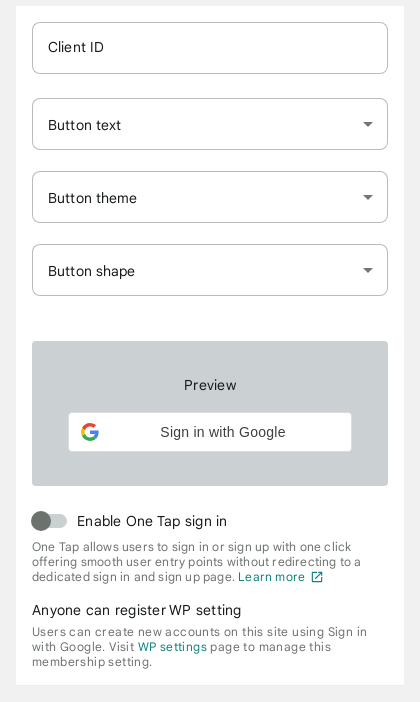 Client ID
Button text
Button theme
Button shape
Preview
Sign in with Google
Enable One Tap sign in
One Tap allows users to sign in or sign up with one click
offering smooth user entry points without redirecting to a
dedicated sign in and sign up page. Learn more
Anyone can register WP setting
Users can create new accounts on this site using Sign in
with Google. Visit WP settings page to manage this
membership setting.